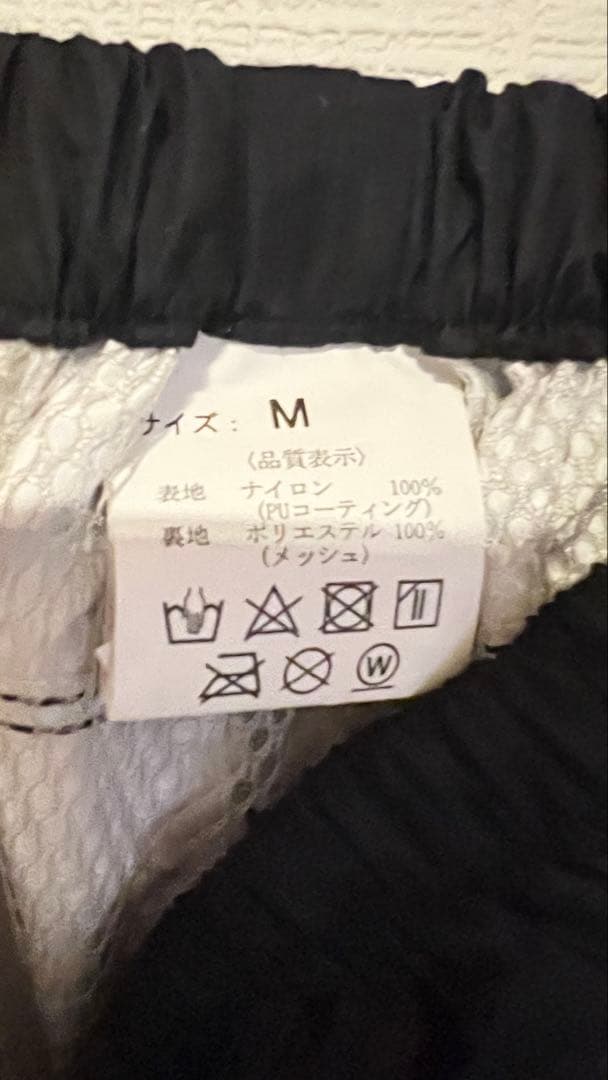 サイズ： M
〈品質表示〉
表地 ナイロン 100%
(PUコーティング)
裏地 ポリエステル 100%
(メッシュ)
W